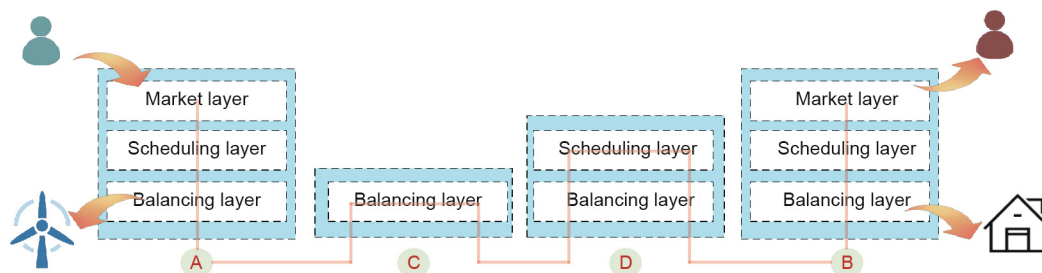 Market layer
Scheduling layer
Balancing layer
Balancing layer
Scheduling layer
Balancing layer
Market layer
Scheduling layer
Balancing layer
A
C
D
B